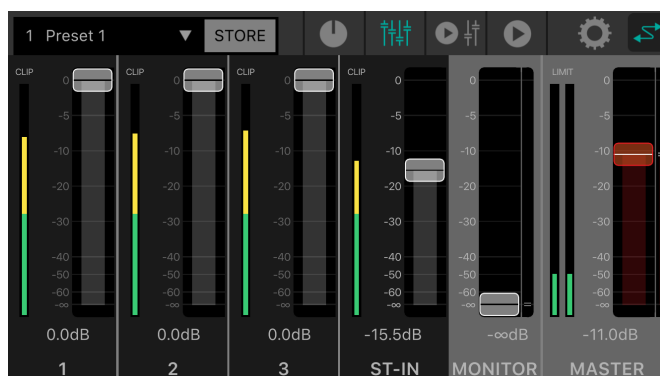 1 Preset 1 ▼ STORE
CLIP CLIP CLIP CLIP LIMIT
0 0 0 0 0 0
-5 -5 -5 -5 -5 -5
-10 -10 -10 -10 -10 -10
-20 -20 -20 -20 -20 -20
-30 -30 -30 -30 -30 -30
-40 -40 -40 -40 -40 -40
-50 -50 -50 -50 -50 -50
-60 -60 -60 -60 -60 -60
-∞ -∞ -∞ -∞ -∞ -∞
0.0dB 0.0dB 0.0dB -15.5dB -∞dB -11.0dB
1 2 3 ST-IN MONITOR MASTER